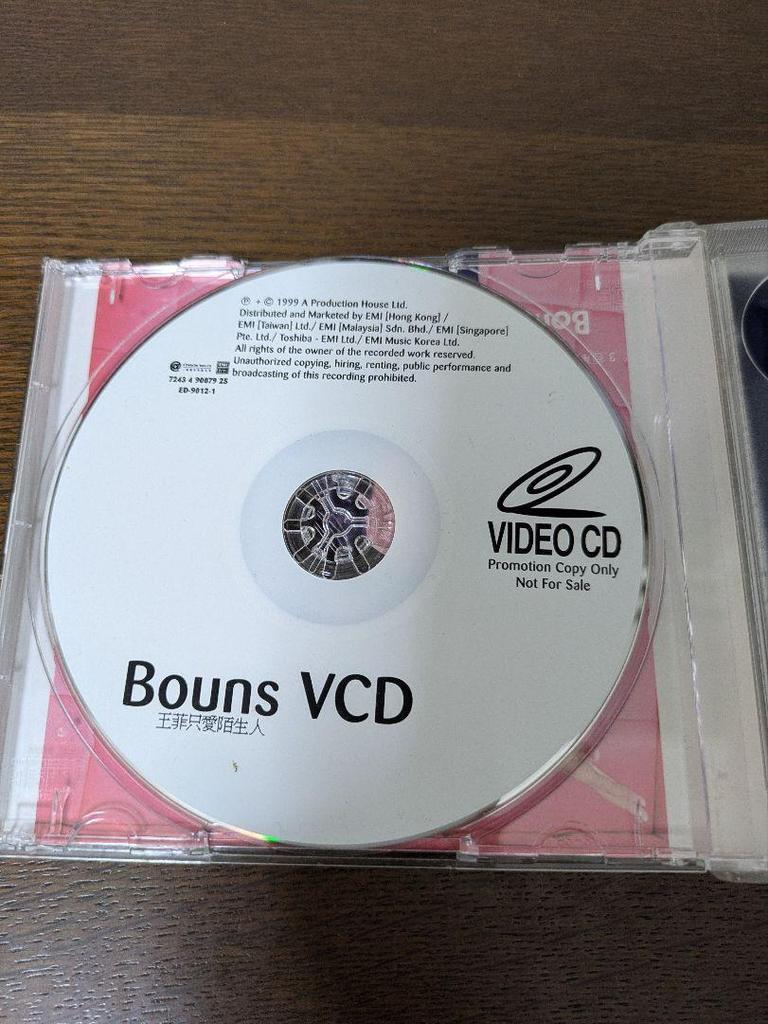 ℗ + © 1999 A Production House Ltd.
Distributed and Marketed by EMI [Hong Kong] /
EMI [Taiwan] Ltd./ EMI [Malaysia] Sdn. Bhd./ EMI [Singapore]
Pte. Ltd./ Toshiba - EMI Ltd./ EMI Music Korea Ltd.
All rights of the owner of the recorded work reserved.
Unauthorized copying, hiring, renting, public performance and
broadcasting of this recording prohibited.
7243 4 90079 25
ED-9012-1
VIDEO CD
Promotion Copy Only
Not For Sale
Bouns VCD
王菲只愛陌生人